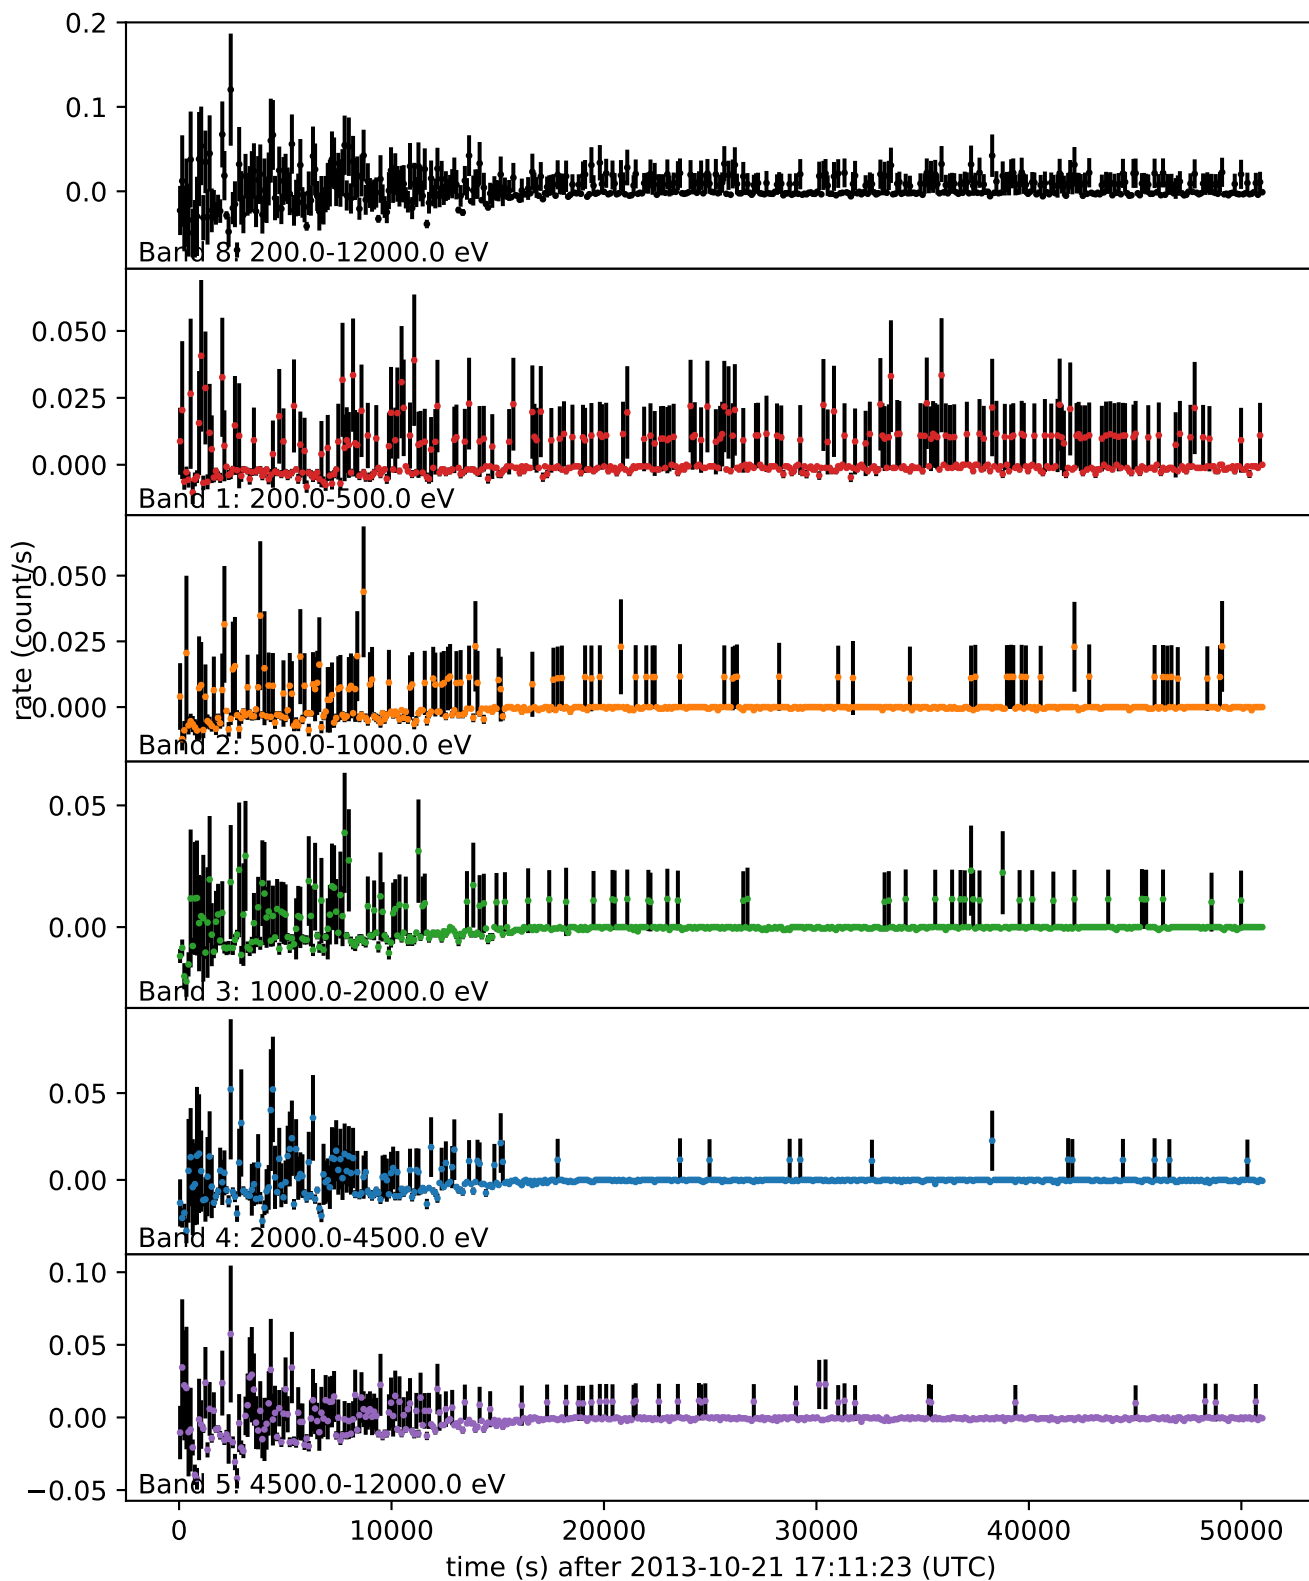 0.2
0.1
0.0
Band 8: 200.0-12000.0 eV
0.050
0.025
0.000
Band 1: 200.0-500.0 eV
rate (count/s)
0.050
0.025
0.000
Band 2: 500.0-1000.0 eV
0.05
0.00
Band 3: 1000.0-2000.0 eV
0.05
0.00
Band 4: 2000.0-4500.0 eV
0.10
0.05
0.00
−0.05
Band 5: 4500.0-12000.0 eV
0 10000 20000 30000 40000 50000
time (s) after 2013-10-21 17:11:23 (UTC)